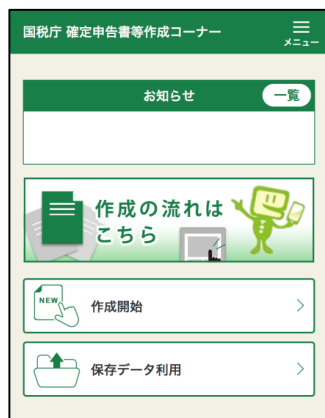 国税庁 確定申告書等作成コーナー
メニュー
お知らせ
一覧
作成の流れは
こちら
NEW
作成開始
保存データ利用